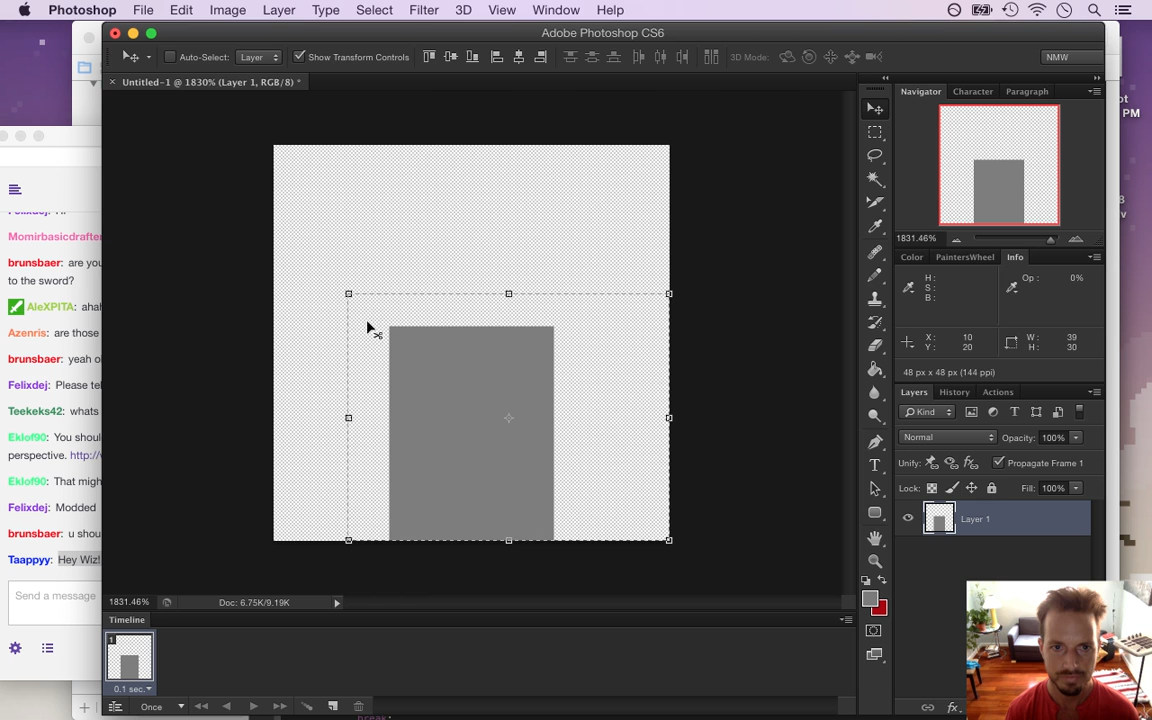 Photoshop File Edit Image Layer Type Select Filter 3D View Window Help
Adobe Photoshop CS6
Auto-Select: Layer Show Transform Controls 3D Mode: NMW
Untitled-1 @ 1830% (Layer 1, RGB/8) *
Navigator Character Paragraph
1831.46%
Color PaintersWheel Info
H: Op: 0%
S:
B:
X: 10 W: 39
Y: 20 H: 30
48 px x 48 px (144 ppi)
Layers History Actions
Kind
Normal Opacity: 100%
Unify: Propagate Frame 1
Lock: Fill: 100%
Layer 1
1831.46% Doc: 6.75K/9.19K
Timeline
1
0.1 sec.
Once
Momirbasicdrafter
brunsbaer: are you
to the sword?
AleXPITA: ahah
Azenris: are those
brunsbaer: yeah
Felixdej: Please tel
Teekeks42: whats
Eklof90: You shoul
perspective. http://
Eklof90: That migh
Felixdej: Modded
brunsbaer: u shou
Taappyy: Hey Wiz!
Send a message
ot
PM
8
v
break;